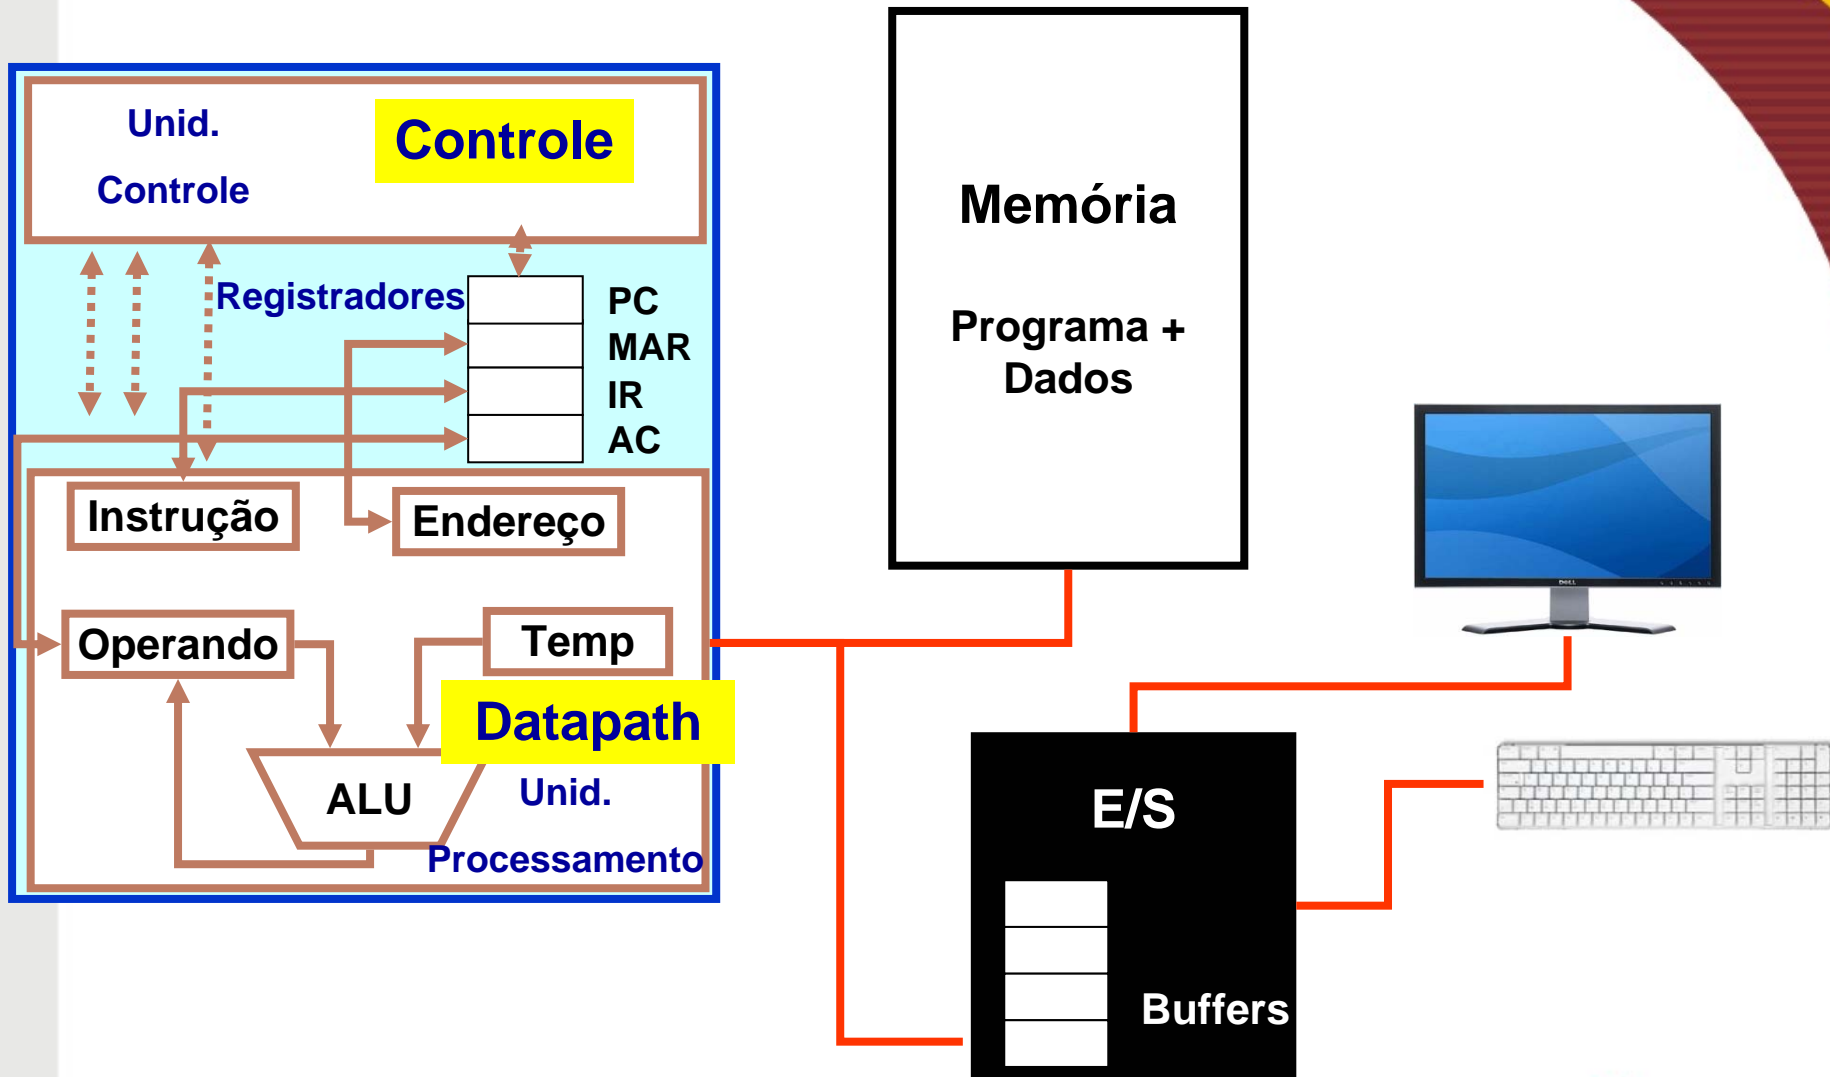 Unid.
Controle
Controle
Registradores
PC
MAR
IR
AC
Instrução
Endereço
Operando
Temp
Datapath
ALU
Unid.
Processamento
Memória
Programa +
Dados
DELL
E/S
Buffers